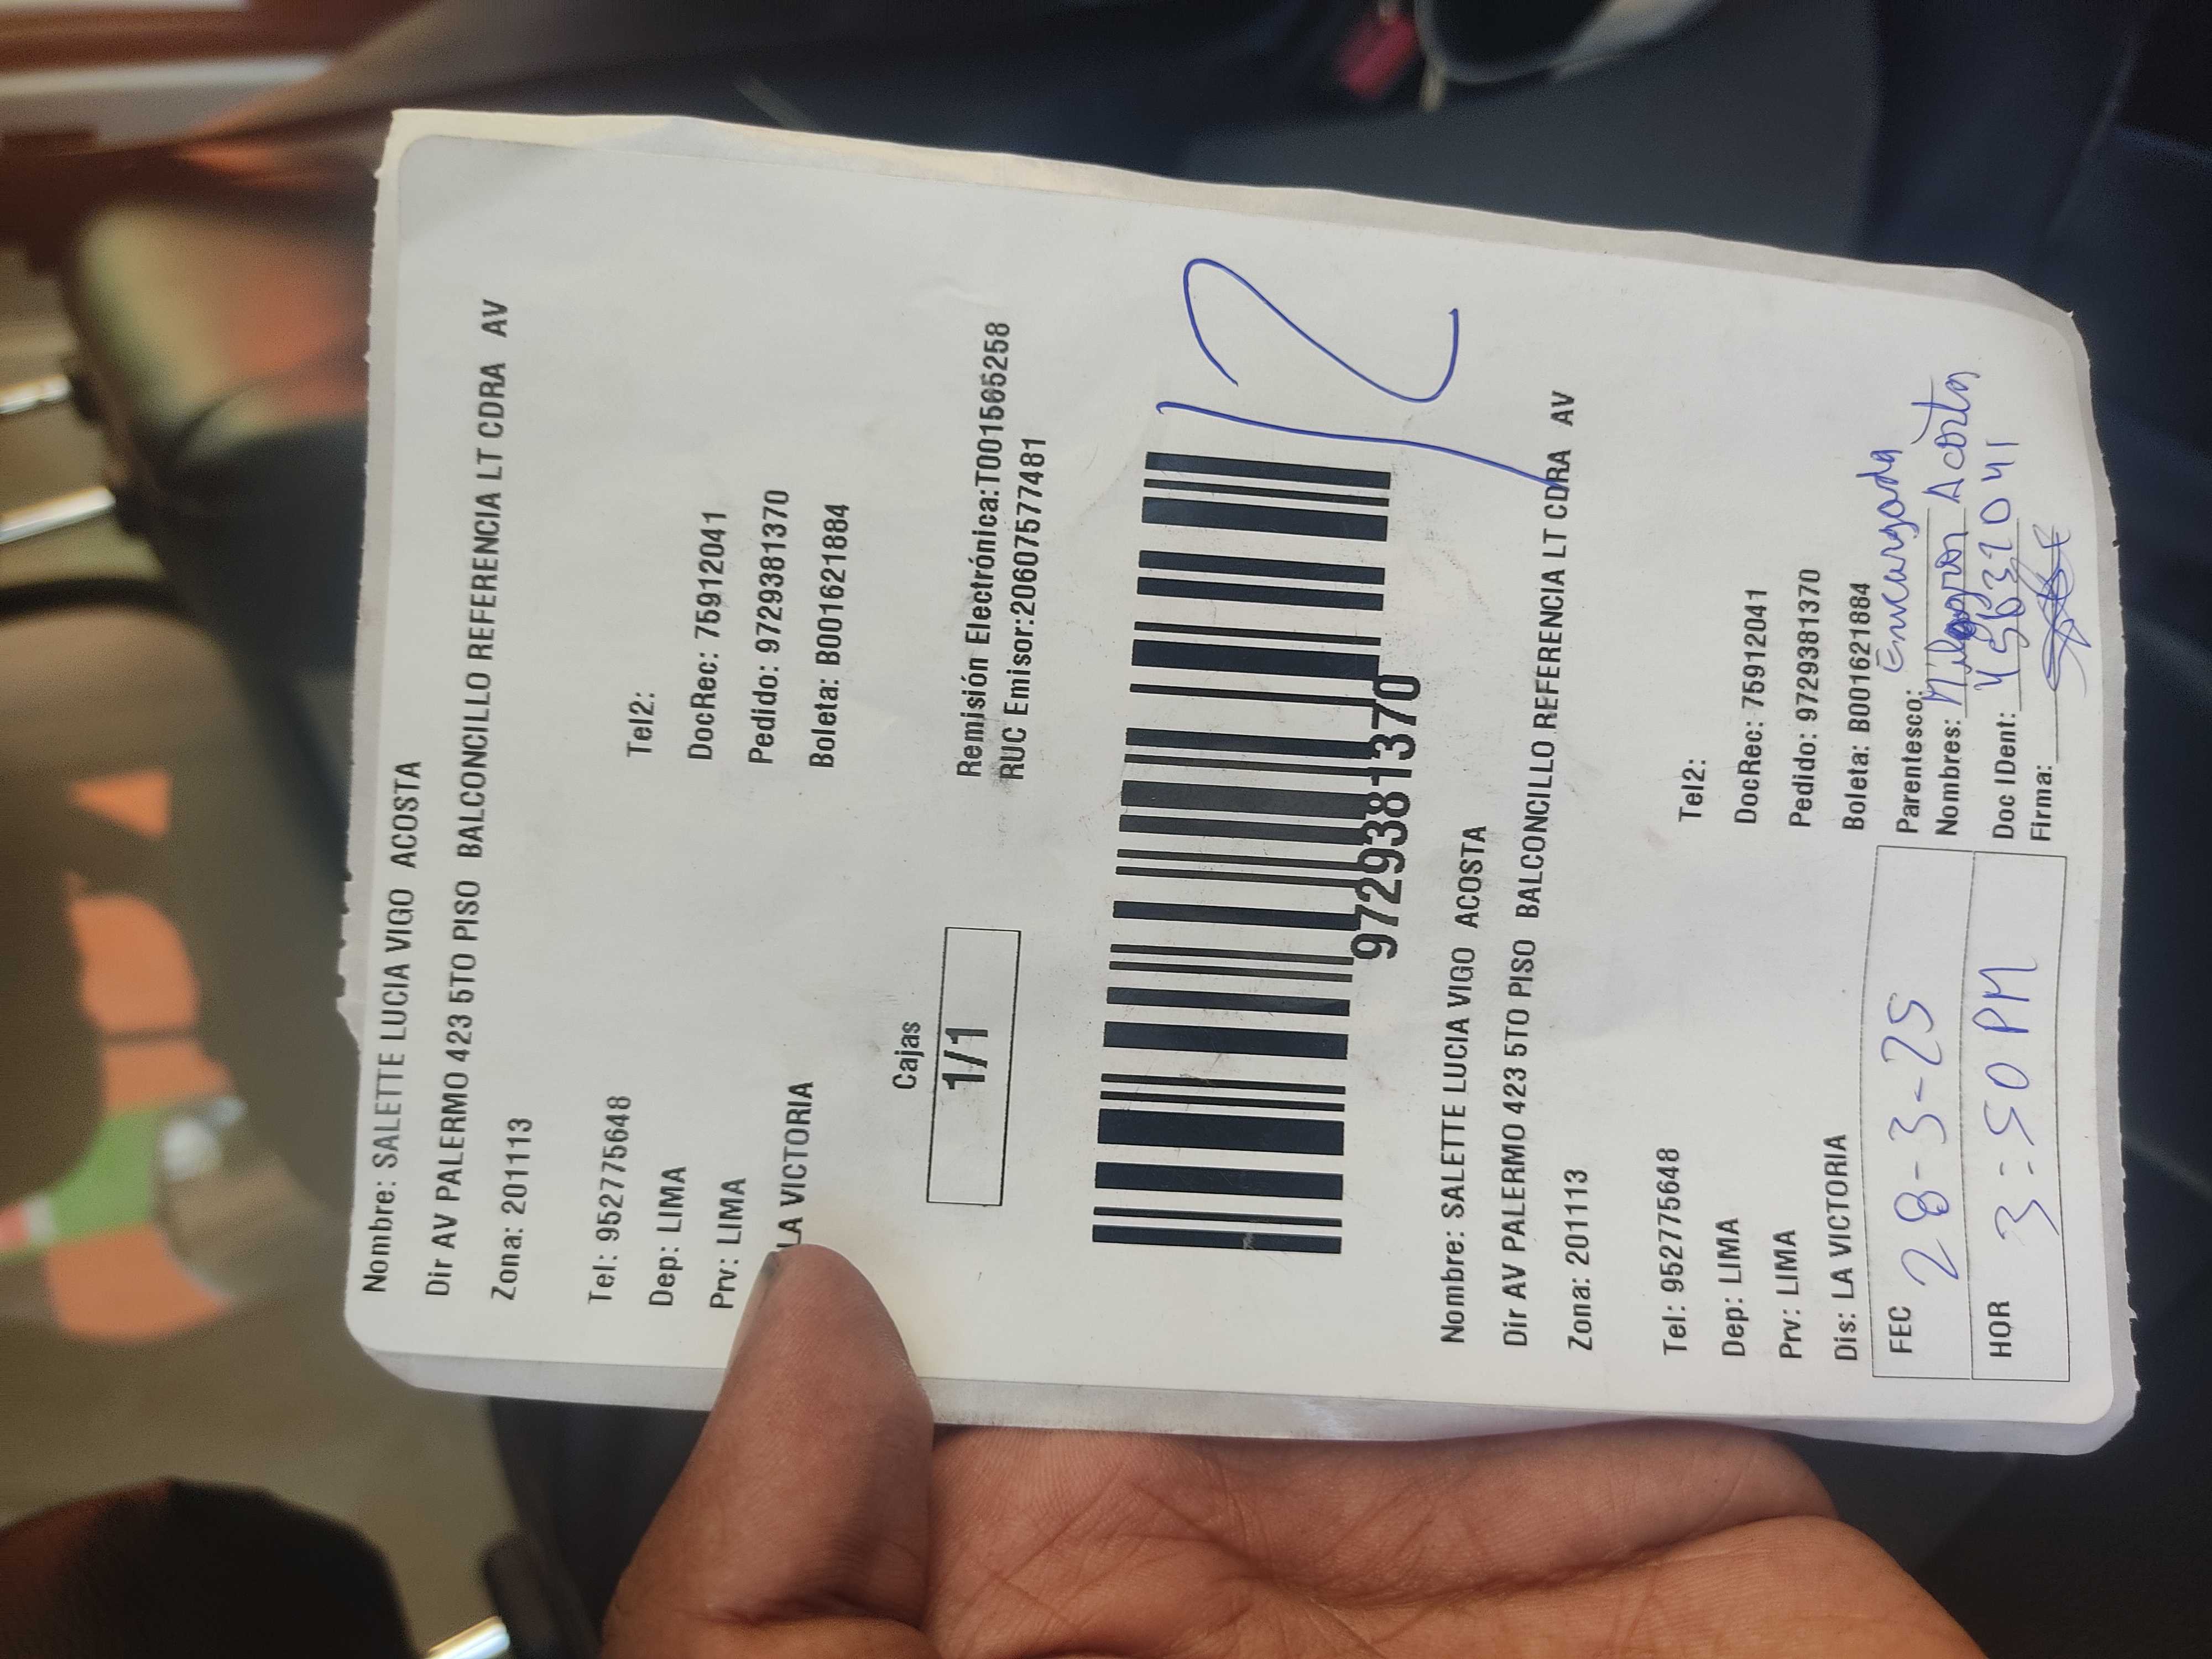 Nombre: SALETTE LUCIA VIGO ACOSTA
Dir AV PALERMO 423 5TO PISO BALCONCILLO REFERENCIA LT CDRA AV
Zona: 201113
Tel: 952775648 Tel2:
Dep: LIMA DocRec: 75912041
Prv: LIMA Pedido: 9729381370
LA VICTORIA Boleta: B001621884
Cajas
1/1
Remisión Electrónica:T001505258
RUC Emisor:20607577481
12
9729381370
Nombre: SALETTE LUCIA VIGO ACOSTA
Dir AV PALERMO 423 5TO PISO BALCONCILLO REFERENCIA LT CDRA AV
Zona: 201113
Tel: 952775648 Tel2:
Dep: LIMA DocRec: 75912041
Prv: LIMA Pedido: 9729381370
Dis: LA VICTORIA Boleta: B001621884
FEC 28-3-25
HOR 3:50 PM
Parentesco: Encargada
Nombres: Milagros Acosta
Doc IDent: 45632041
Firma: